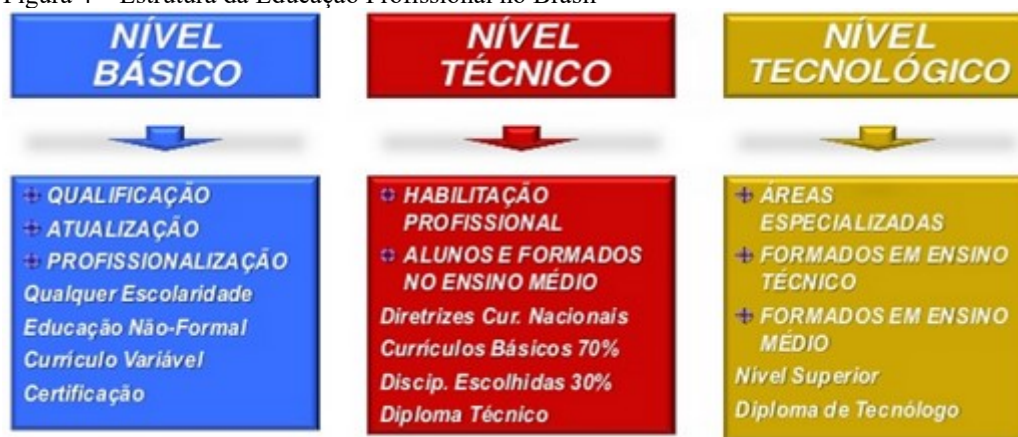 Figura 4 – Estrutura da Educação Profissional no Brasil
NÍVEL
BÁSICO
QUALIFICAÇÃO
ATUALIZAÇÃO
PROFISSIONALIZAÇÃO
Qualquer Escolaridade
Educação Não-Formal
Currículo Variável
Certificação
NÍVEL
TÉCNICO
HABILITAÇÃO
PROFISSIONAL
ALUNOS E FORMADOS
NO ENSINO MÉDIO
Diretrizes Cur. Nacionais
Currículos Básicos 70%
Discip. Escolhidas 30%
Diploma Técnico
NÍVEL
TECNOLÓGICO
ÁREAS
ESPECIALIZADAS
FORMADOS EM ENSINO
TÉCNICO
FORMADOS EM ENSINO
MÉDIO
Nível Superior
Diploma de Tecnólogo